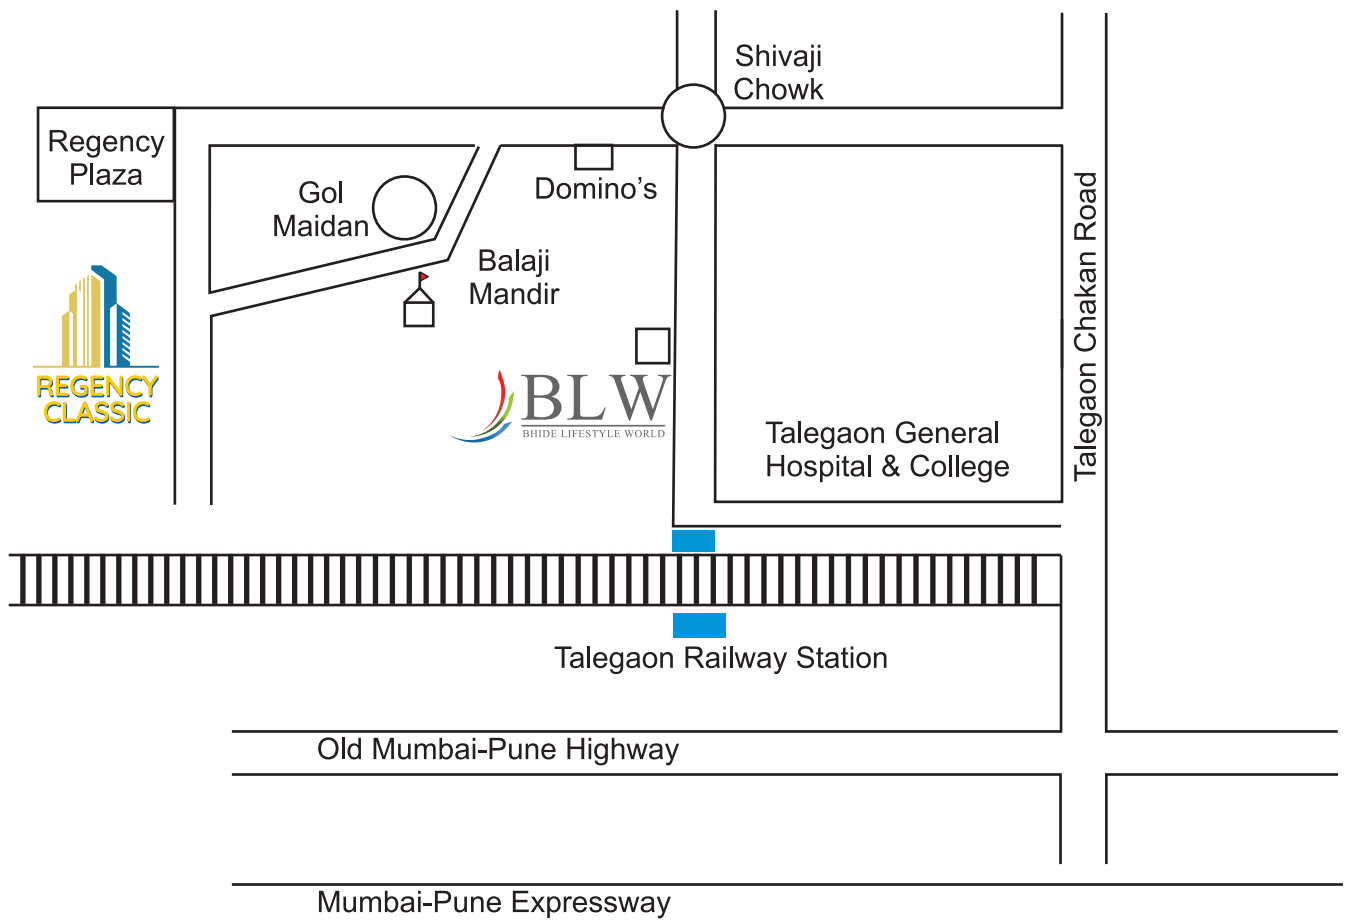 Shivaji
Chowk
Regency
Plaza
Gol
Maidan
Domino's
Balaji
Mandir
REGENCY
CLASSIC
BLW
BHIDE LIFESTYLE WORLD
Talegaon General
Hospital & College
Talegaon Chakan Road
Talegaon Railway Station
Old Mumbai-Pune Highway
Mumbai-Pune Expressway